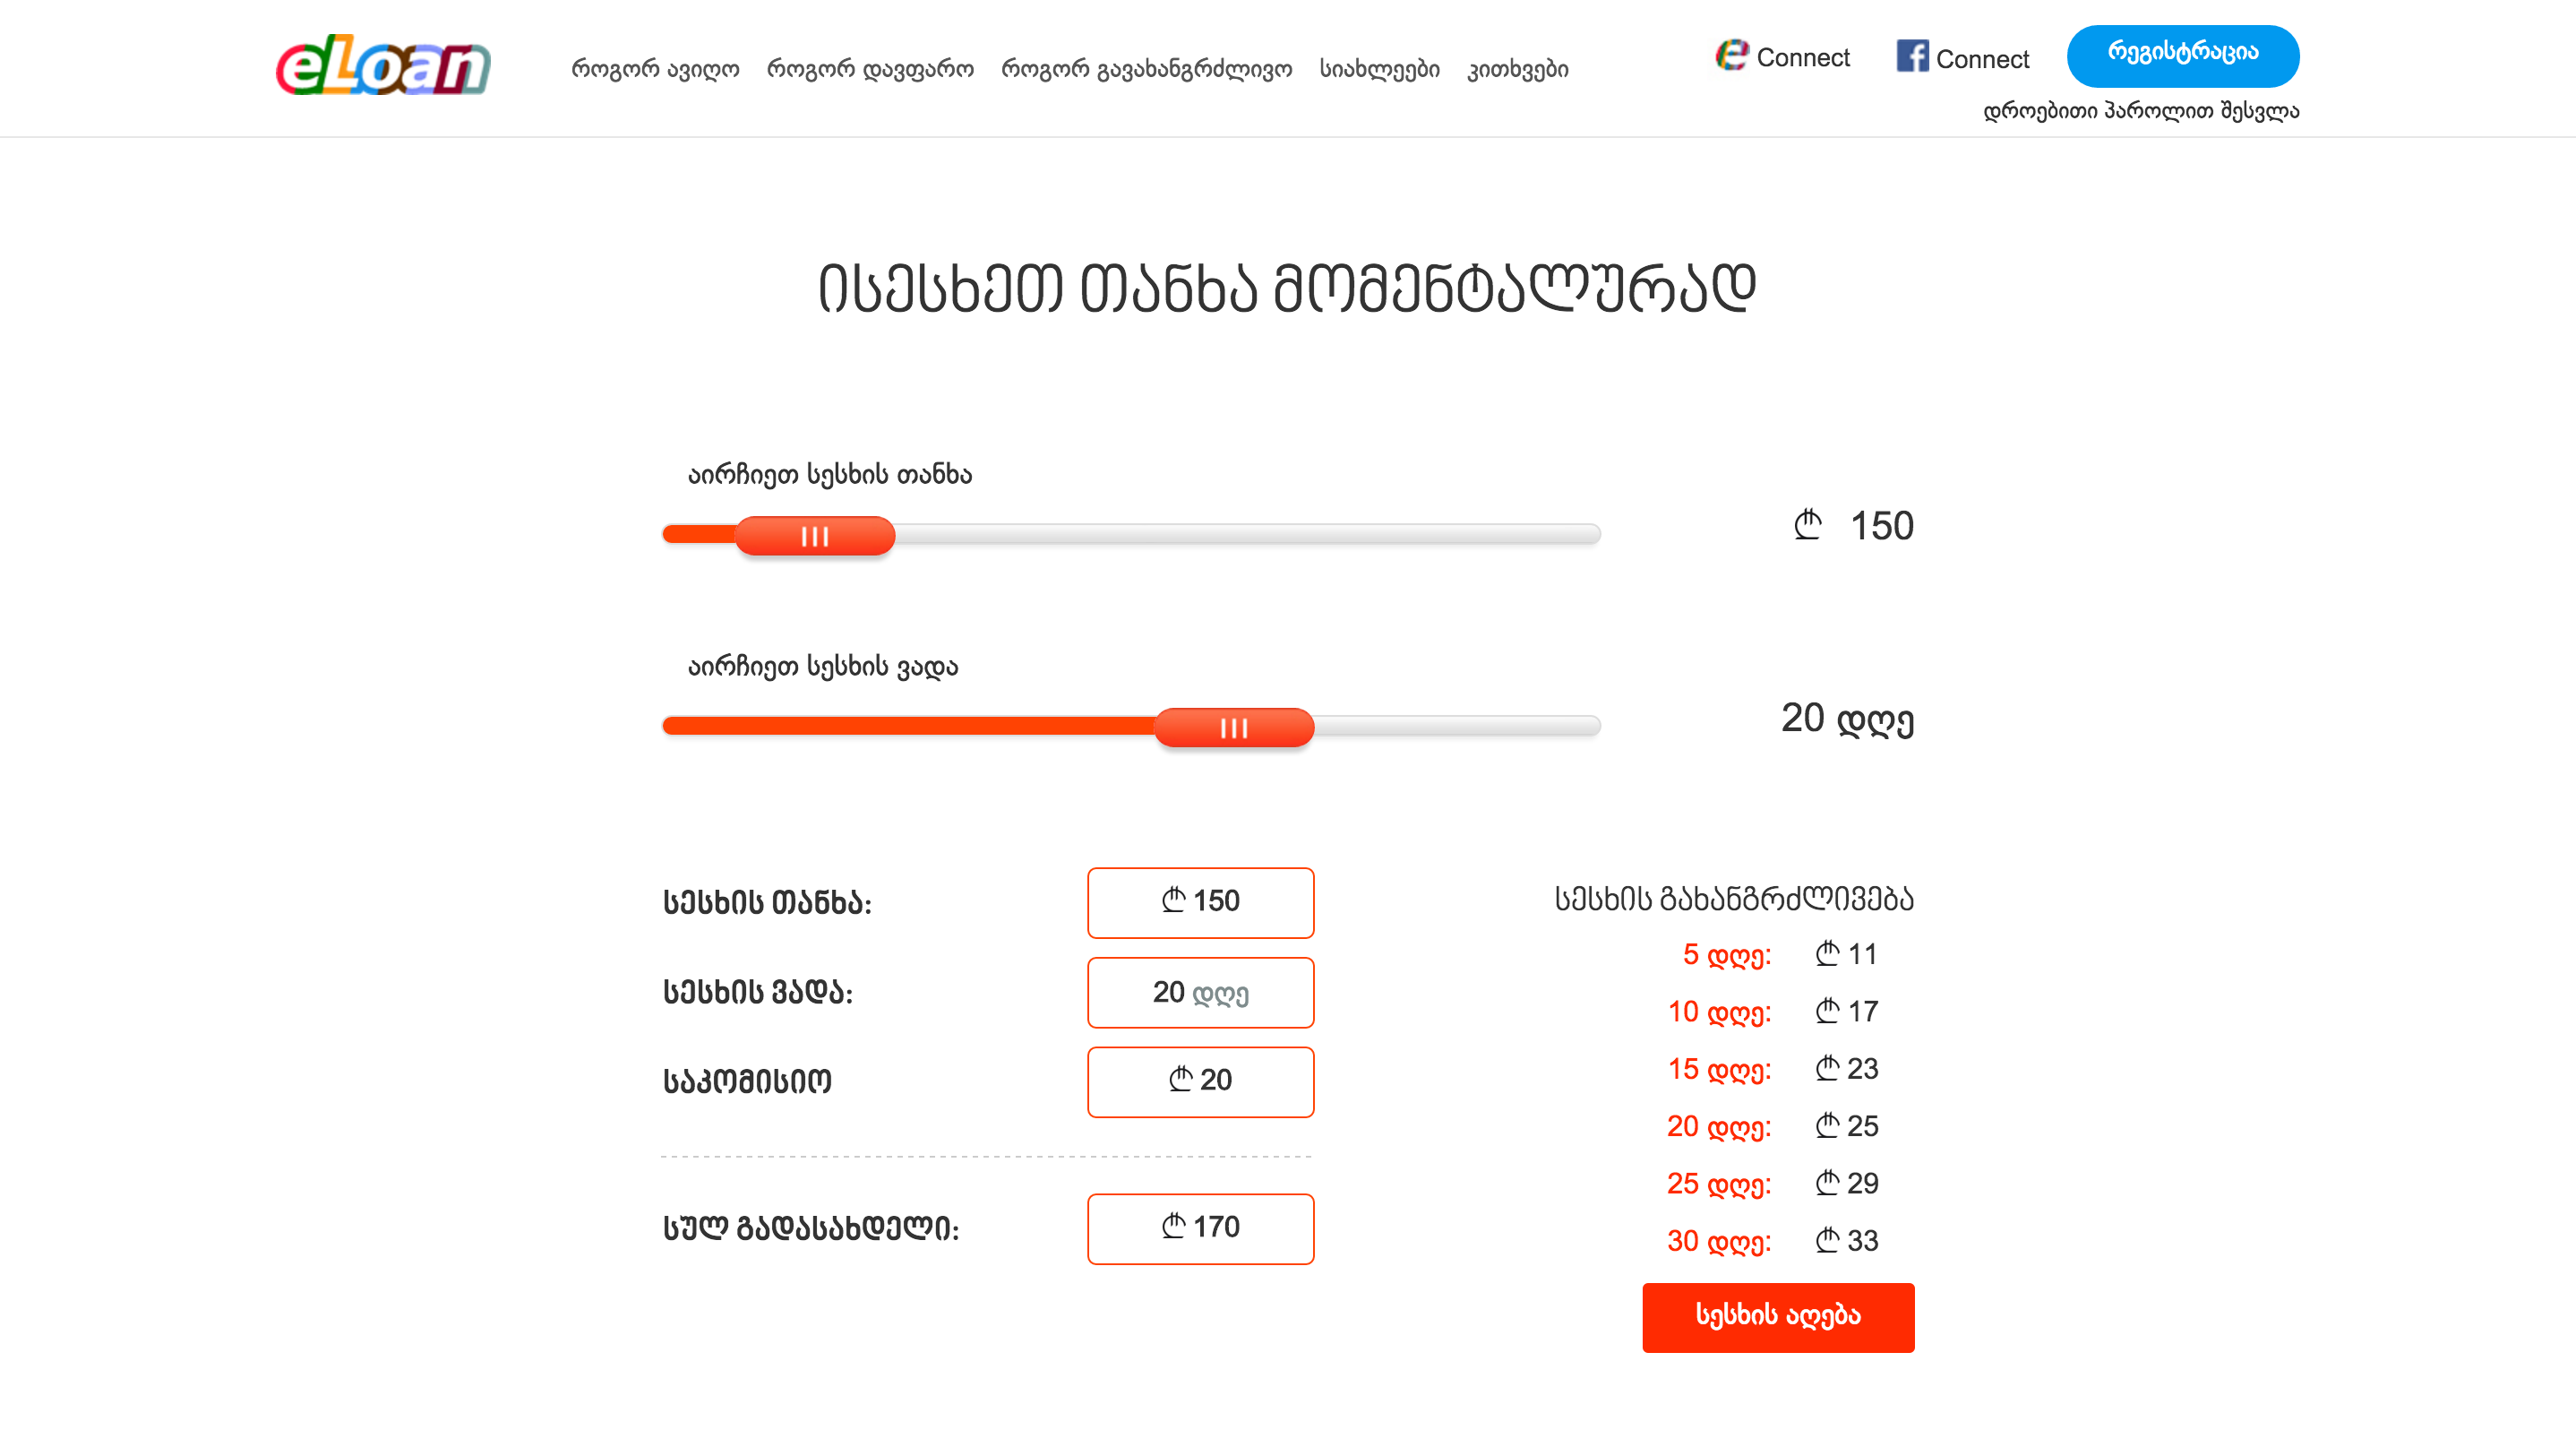 eLoan
როგორ ავიღო
როგორ დავფარო
როგორ გავახანგრძლივო
სიახლეები
კითხვები
Connect
Connect
რეგისტრაცია
დროებითი პაროლით შესვლა
ისესხეთ თანხა მომენტალურად
აირჩიეთ სესხის თანხა
₾ 150
აირჩიეთ სესხის ვადა
20 დღე
სესხის თანხა: ₾ 150
სესხის ვადა: 20 დღე
საკომისიო ₾ 20
სულ გადასახდელი: ₾ 170
სესხის გახანგრძლივება
5 დღე: ₾ 11
10 დღე: ₾ 17
15 დღე: ₾ 23
20 დღე: ₾ 25
25 დღე: ₾ 29
30 დღე: ₾ 33
სესხის აღება